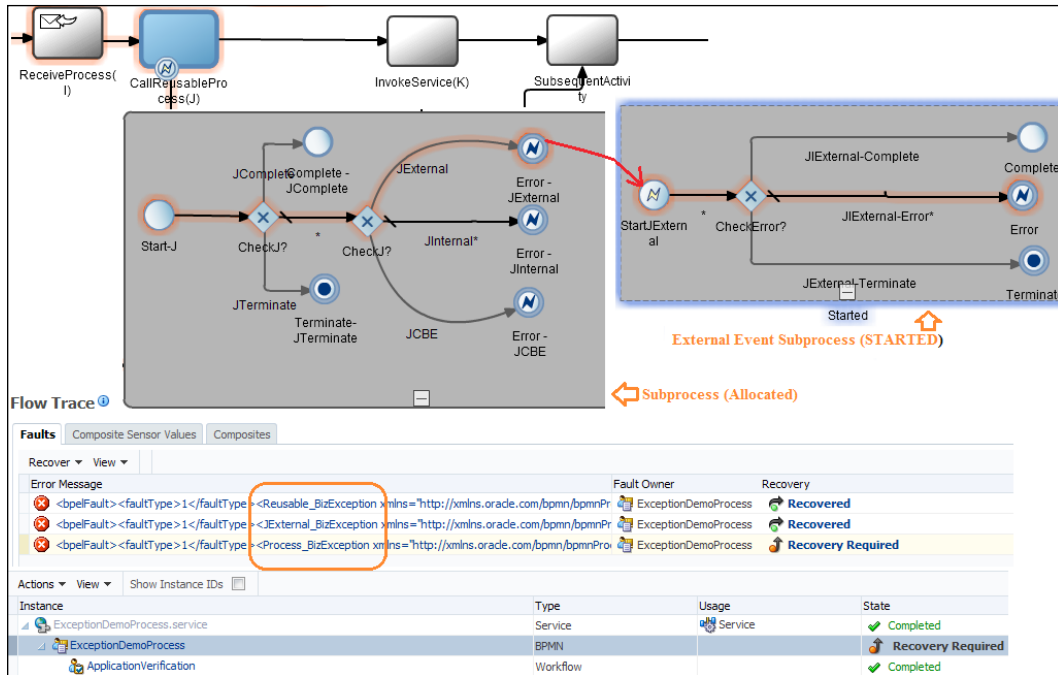 ReceiveProcess(
I)
CallReusablePro
cess(J)
InvokeService(K)
SubsequentActivi
ty
JComplete
Complete -
JComplete
JExternal
Error -
JExternal
Start-J
CheckJ?
*
CheckJ?
JInternal*
Error -
JInternal
JTerminate
Terminate-
JTerminate
JCBE
Error -
JCBE
JIExternal-Complete
Complete
StartJExtern
al
*
CheckError?
JIExternal-Error*
Error
JExternal-Terminate
Terminate
Started
External Event Subprocess (STARTED)
Subprocess (Allocated)
Flow Trace
Faults Composite Sensor Values Composites
Recover View
Error Message Fault Owner Recovery
<bpelFault><faultType>1</faultType><Reusable_BizException xmlns="http://xmlns.oracle.com/bpmn/bpmnPr ExceptionDemoProcess Recovered
<bpelFault><faultType>1</faultType><JExternal_BizException xmlns="http://xmlns.oracle.com/bpmn/bpmnPr ExceptionDemoProcess Recovered
<bpelFault><faultType>1</faultType><Process_BizException xmlns="http://xmlns.oracle.com/bpmn/bpmnPro ExceptionDemoProcess Recovery Required
Actions View Show Instance IDs
Instance Type Usage State
ExceptionDemoProcess.service Service Service Completed
ExceptionDemoProcess BPMN Recovery Required
ApplicationVerification Workflow Completed